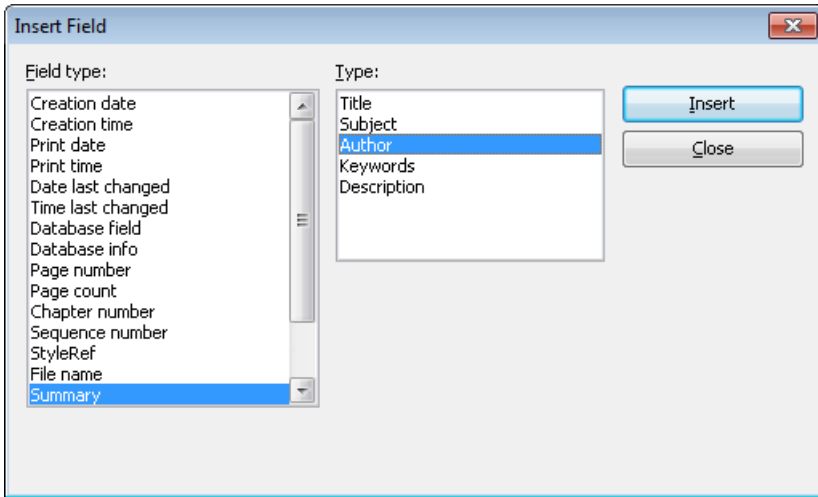 Insert Field
Field type:
Creation date
Creation time
Print date
Print time
Date last changed
Time last changed
Database field
Database info
Page number
Page count
Chapter number
Sequence number
StyleRef
File name
Summary
Type:
Title
Subject
Author
Keywords
Description
Insert
Close